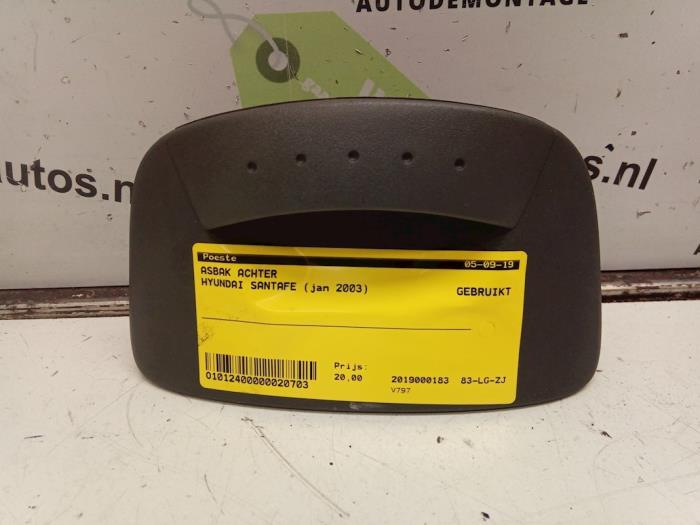 AUTODEMONTAGE
autos.n
s.nl
Poeste 05-09-19
ASBAK ACHTER
HYUNDAI SANTAFE (jan 2003) GEBRUIKT
Prijs:
O1012400000020703 20,00 2019000183 83-LG-ZJ
V797